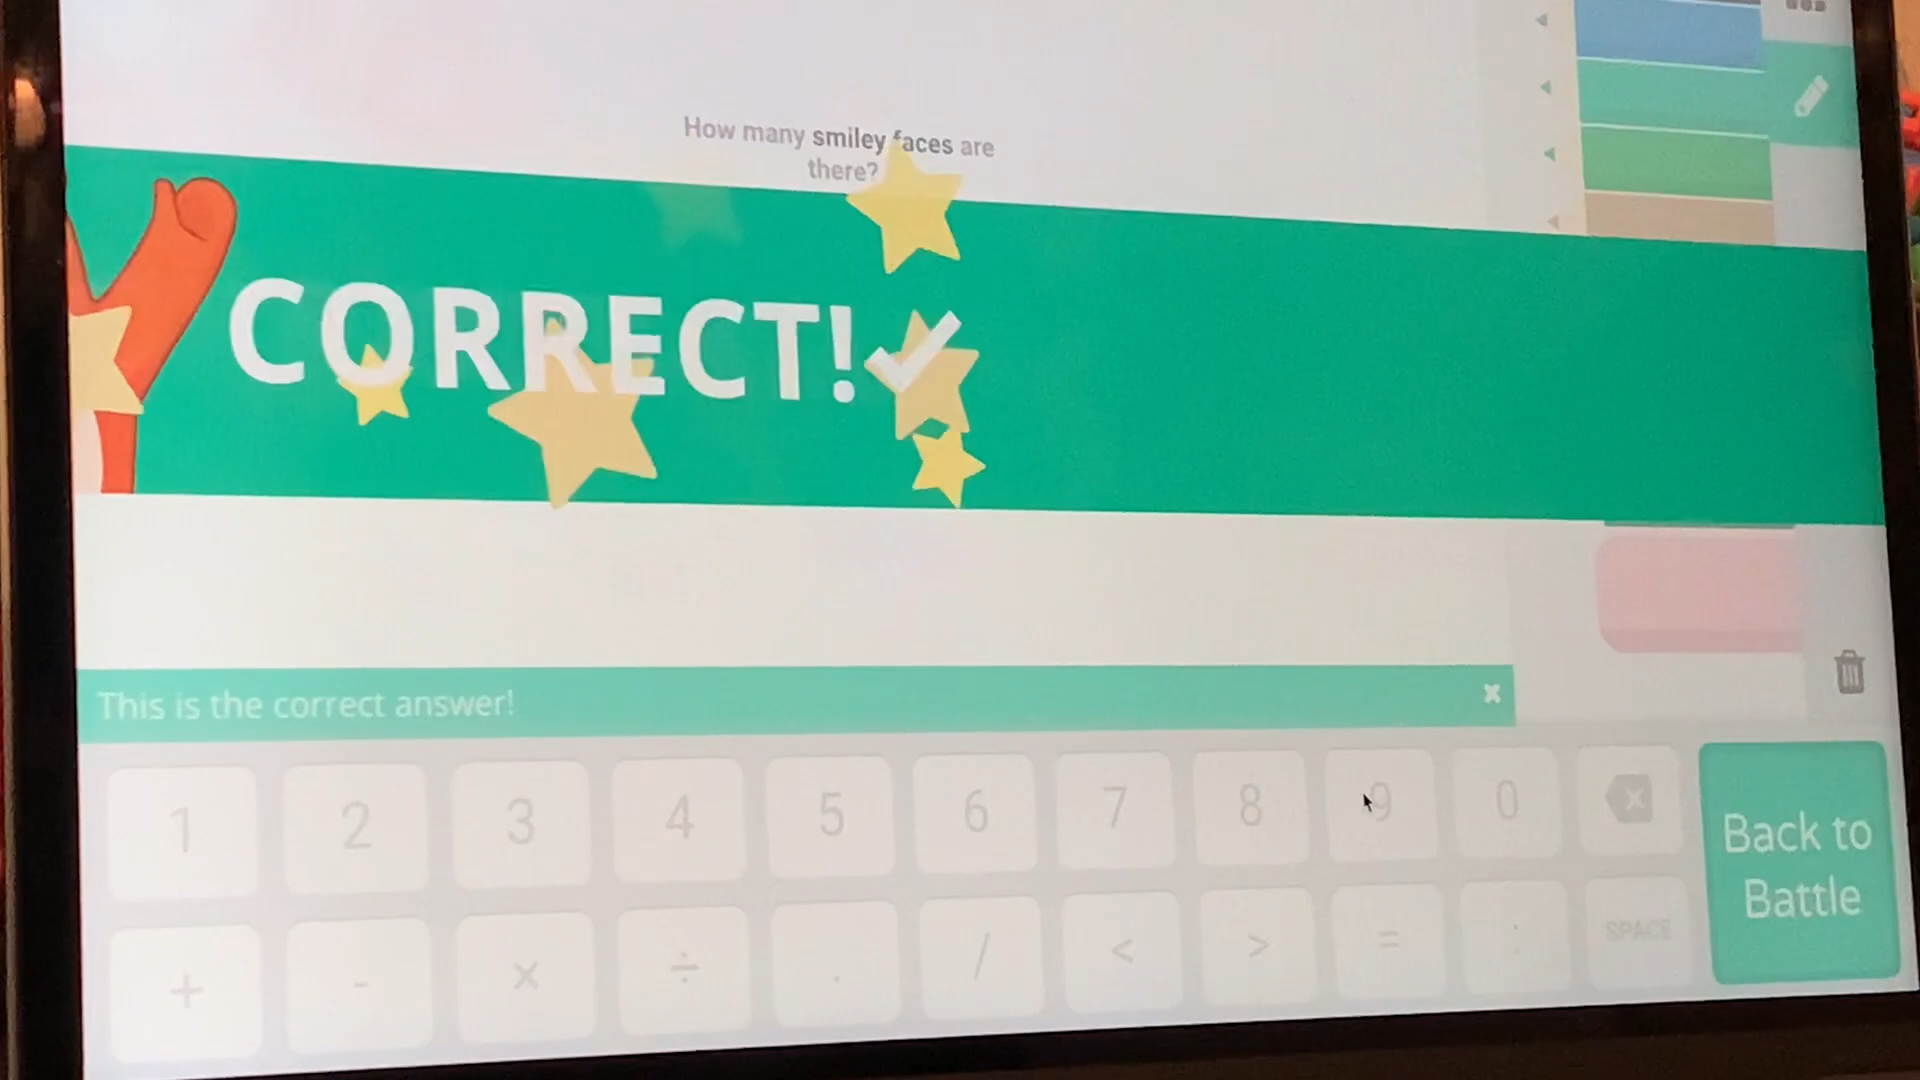 How many smiley faces are
there?
CORRECT!
This is the correct answer!
1 2 3 4 5 6 7 8 9 0
Back to
Battle
+ - × ÷ . / < > = : SPACE